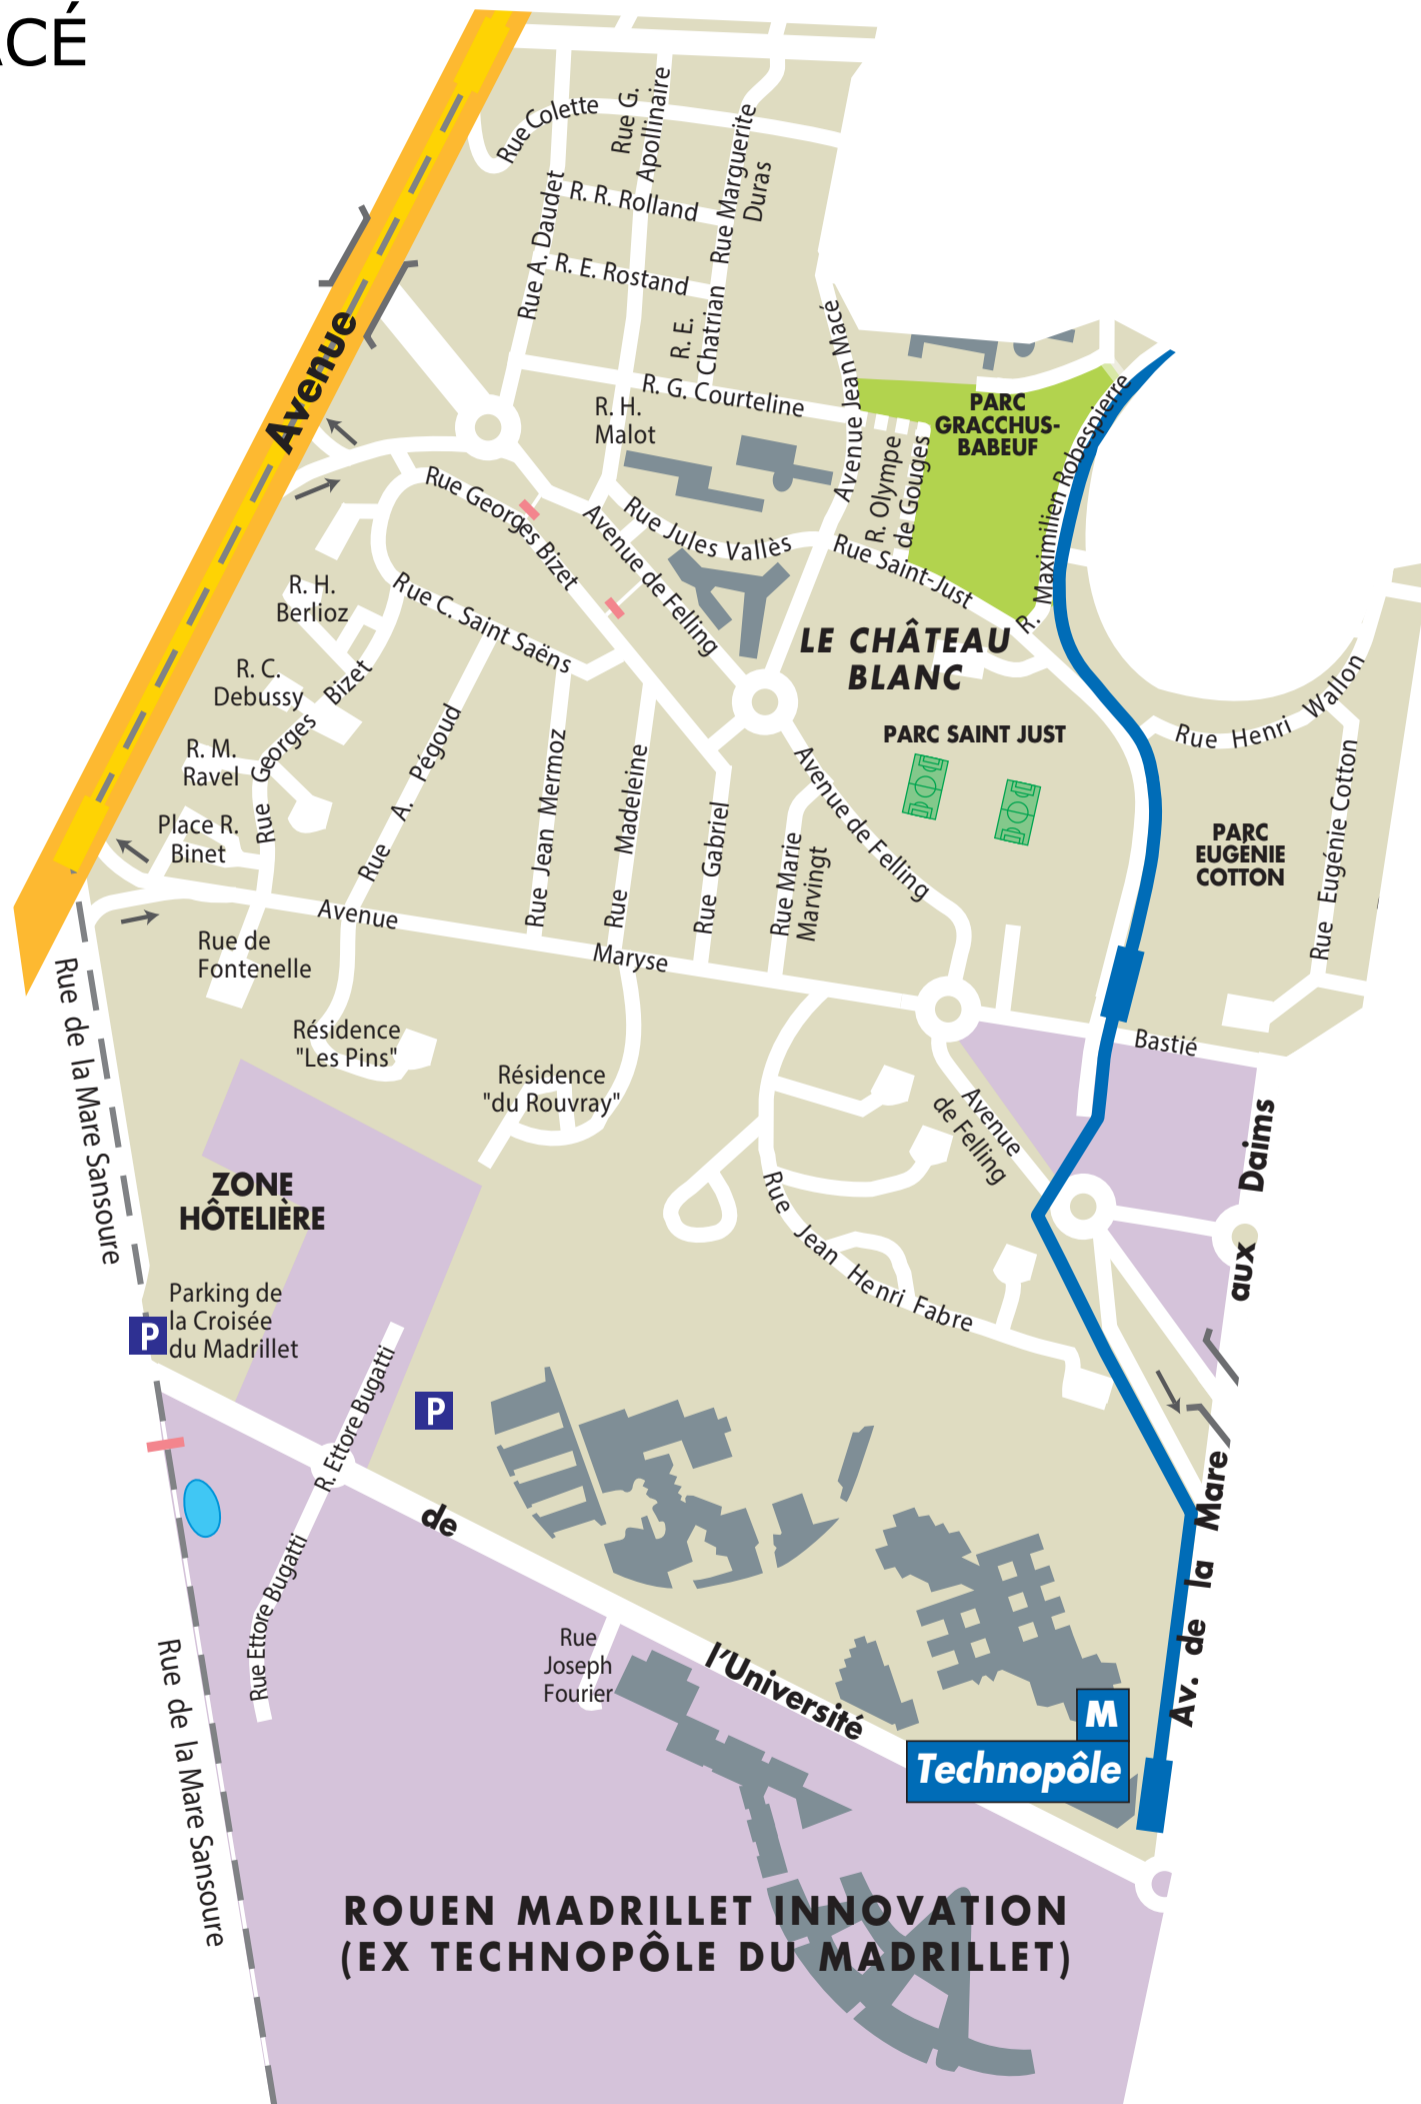 ACÉ
Rue Colette
Rue G.
Apollinaire
Rue Marguerite
Duras
R. R. Rolland
Rue A. Daudet
R. E. Rostand
R. E.
Chatrian
Avenue
Avenue Jean Macé
R. G. Courteline
R. H.
Malot
PARC
GRACCHUS-
BABEUF
R. Olympe
de Gouges
R. Maximilien Robespierre
Rue Georges Bizet
Avenue de Felling
Rue Jules Vallès
Rue Saint-Just
R. H.
Berlioz
Rue C. Saint Saëns
LE CHÂTEAU
BLANC
R. C.
Debussy
Rue Georges Bizet
R. M.
Ravel
Rue A. Pégoud
Rue Jean Mermoz
Rue Madeleine
Rue Gabriel
Rue Marie
Marvingt
Avenue de Felling
PARC SAINT JUST
Rue Henri Wallon
Rue Eugénie Cotton
PARC
EUGÉNIE
COTTON
Place R.
Binet
Avenue Maryse Bastié
Rue de
Fontenelle
Rue de la Mare Sansoure
Résidence
"Les Pins"
Résidence
"du Rouvray"
Avenue
de Felling
ZONE
HÔTELIÈRE
Rue Jean Henri Fabre
Parking de
la Croisée
du Madrillet
P
P
R. Ettore Bugatti
Rue Ettore Bugatti
de l'Université
Rue
Joseph
Fourier
Av. de la Mare aux Daims
M
Technopôle
Rue de la Mare Sansoure
ROUEN MADRILLET INNOVATION
(EX TECHNOPÔLE DU MADRILLET)